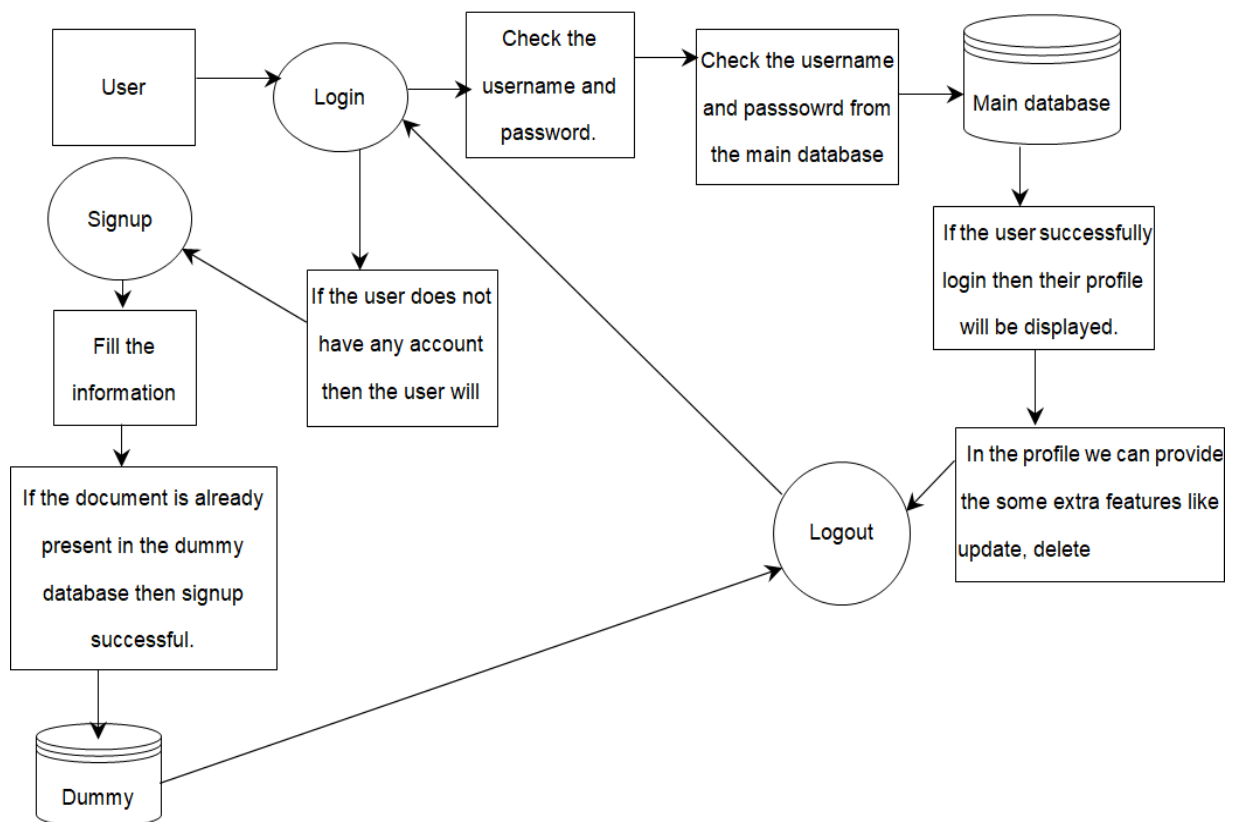 User
Login
Check the
username and
password.
Check the username
and passsowrd from
the main database
Main database
Signup
If the user does not
have any account
then the user will
If the user successfully
login then their profile
will be displayed.
Fill the
information
In the profile we can provide
the some extra features like
update, delete
Logout
If the document is already
present in the dummy
database then signup
successful.
Dummy